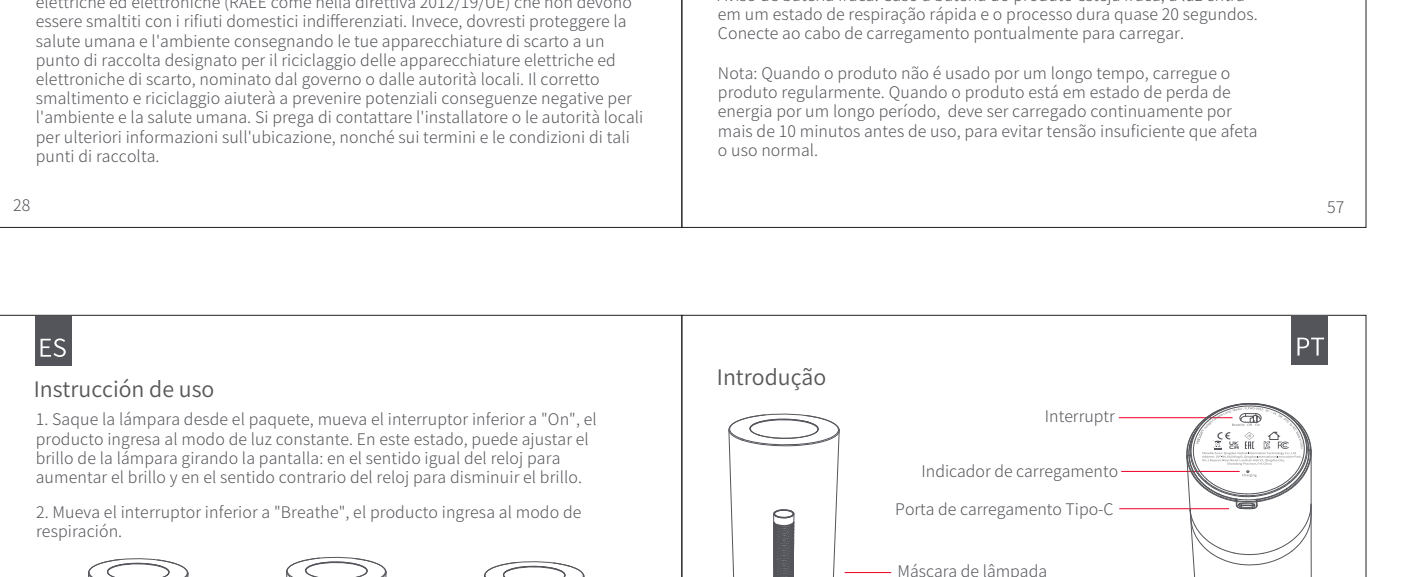 elettriche ed elettroniche (RAEE come nella direttiva 2012/19/UE) che non devono
essere smaltiti con i rifiuti domestici indifferenziati. Invece, dovresti proteggere la
salute umana e l'ambiente consegnando le tue apparecchiature di scarto a un
punto di raccolta designato per il riciclaggio delle apparecchiature elettriche ed
elettroniche di scarto, nominato dal governo o dalle autorità locali. Il corretto
smaltimento e riciclaggio aiuterà a prevenire potenziali conseguenze negative per
l'ambiente e la salute umana. Si prega di contattare l'installatore o le autorità locali
per ulteriori informazioni sull'ubicazione, nonché sui termini e le condizioni di tali
punti di raccolta.
28
em um estado de respiração rápida e o processo dura quase 20 segundos.
Conecte ao cabo de carregamento pontualmente para carregar.
Nota: Quando o produto não é usado por um longo tempo, carregue o
produto regularmente. Quando o produto está em estado de perda de
energia por um longo período, deve ser carregado continuamente por
mais de 10 minutos antes de uso, para evitar tensão insuficiente que afeta
o uso normal.
57
ES
Instrucción de uso
1. Saque la lámpara desde el paquete, mueva el interruptor inferior a "On", el
producto ingresa al modo de luz constante. En este estado, puede ajustar el
brillo de la lámpara girando la pantalla: en el sentido igual del reloj para
aumentar el brillo y en el sentido contrario del reloj para disminuir el brillo.
2. Mueva el interruptor inferior a "Breathe", el producto ingresa al modo de
respiración.
PT
Introdução
Interruptr
Indicador de carregamento
Porta de carregamento Tipo-C
Máscara de lâmpada